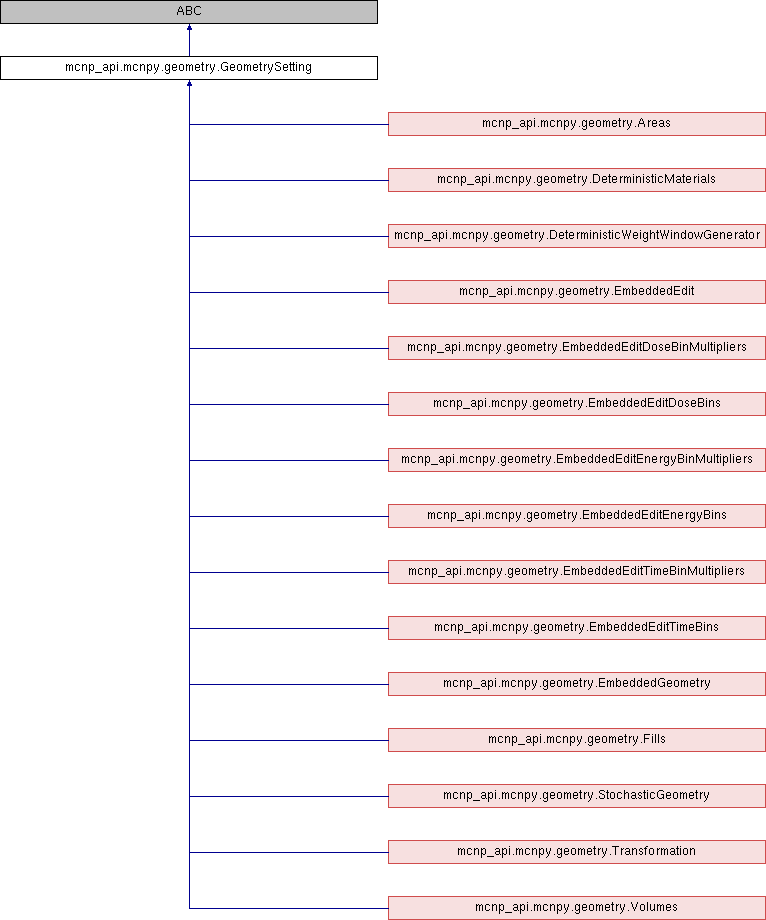 ABC
mcnp_api.mcnpy.geometry.GeometrySetting
mcnp_api.mcnpy.geometry.Areas
mcnp_api.mcnpy.geometry.DeterministicMaterials
mcnp_api.mcnpy.geometry.DeterministicWeightWindowGenerator
mcnp_api.mcnpy.geometry.EmbeddedEdit
mcnp_api.mcnpy.geometry.EmbeddedEditDoseBinMultipliers
mcnp_api.mcnpy.geometry.EmbeddedEditDoseBins
mcnp_api.mcnpy.geometry.EmbeddedEditEnergyBinMultipliers
mcnp_api.mcnpy.geometry.EmbeddedEditEnergyBins
mcnp_api.mcnpy.geometry.EmbeddedEditTimeBinMultipliers
mcnp_api.mcnpy.geometry.EmbeddedEditTimeBins
mcnp_api.mcnpy.geometry.EmbeddedGeometry
mcnp_api.mcnpy.geometry.Fills
mcnp_api.mcnpy.geometry.StochasticGeometry
mcnp_api.mcnpy.geometry.Transformation
mcnp_api.mcnpy.geometry.Volumes